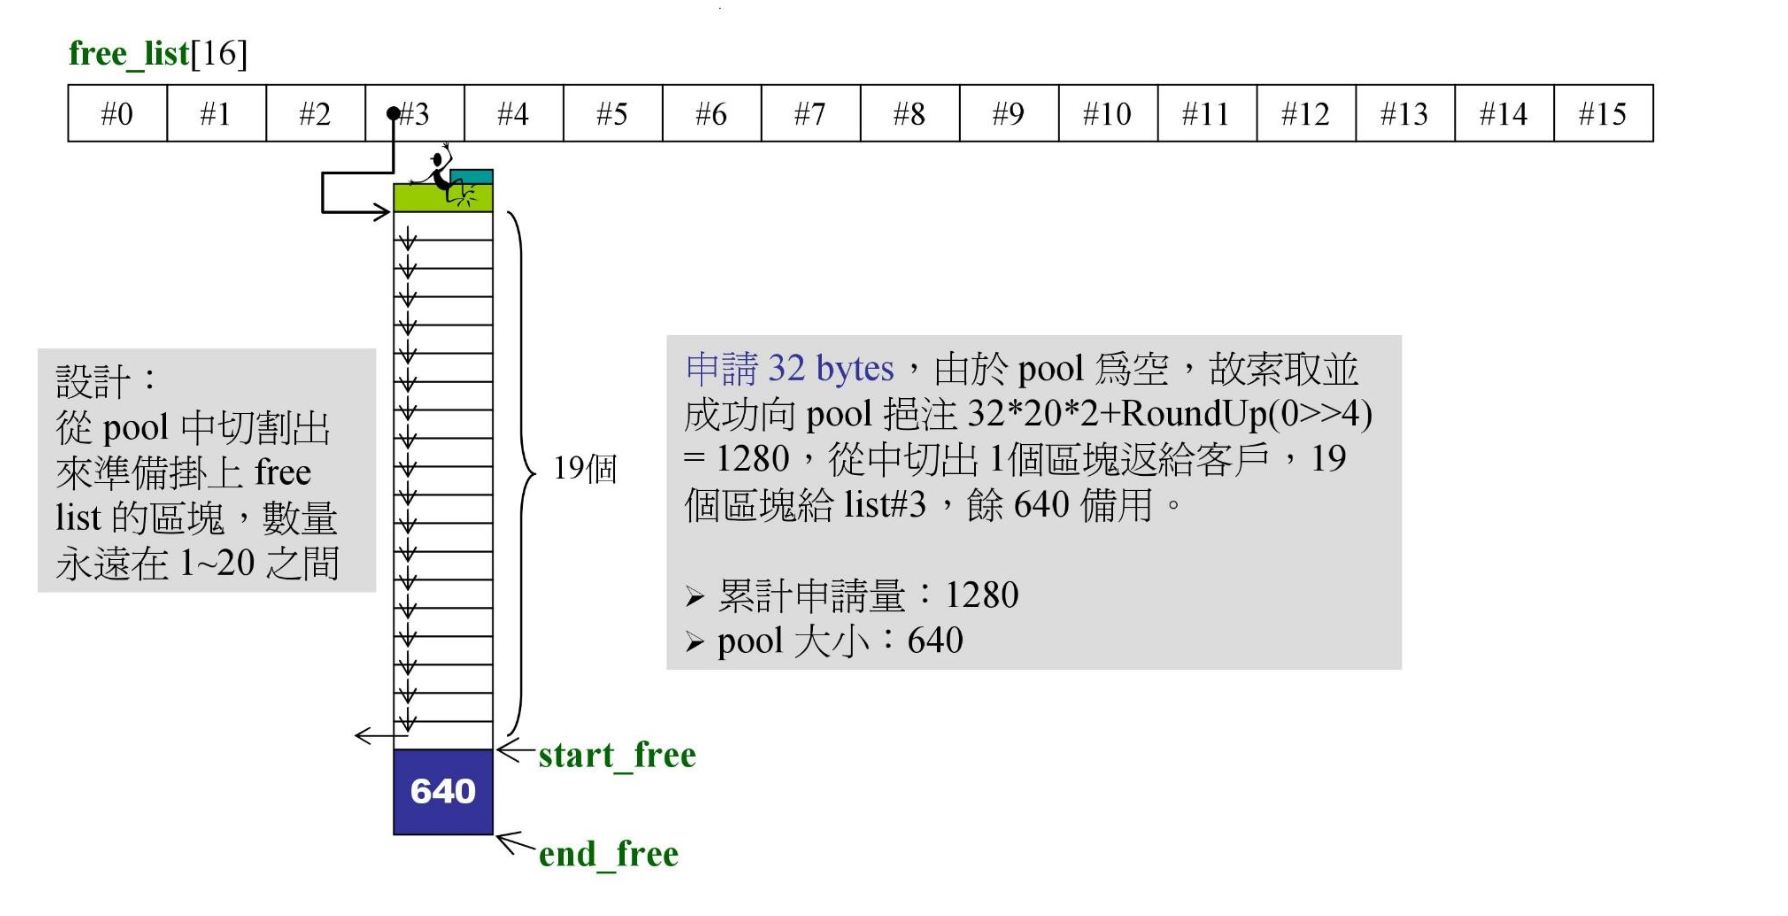 free_list[16]
#0 #1 #2 #3 #4 #5 #6 #7 #8 #9 #10 #11 #12 #13 #14 #15
設計：
從 pool 中切割出
來準備掛上 free
list 的區塊，數量
永遠在 1~20 之間
19個
申請 32 bytes，由於 pool 爲空，故索取並
成功向 pool 挹注 32*20*2+RoundUp(0>>4)
= 1280，從中切出 1個區塊返給客戶，19
個區塊給 list#3，餘 640 備用。
➢ 累計申請量：1280
➢ pool 大小：640
start_free
640
end_free